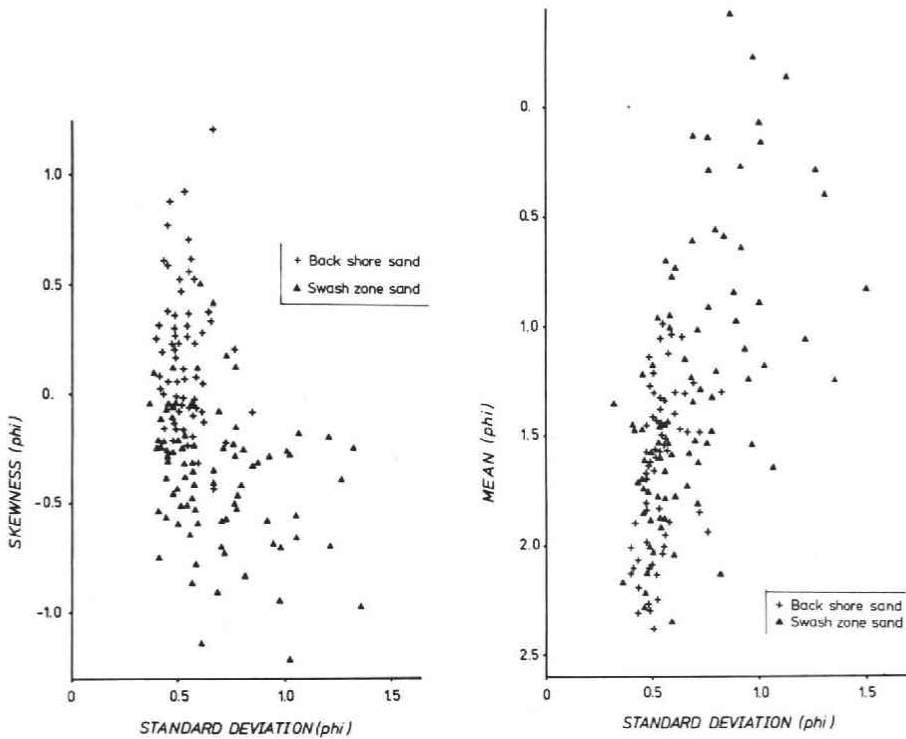 1.0
0.5
0.
-0.5
-1.0
SKEWNESS (phi)
+ Back shore sand
▲ Swash zone sand
0 0.5 1.0 1.5
STANDARD DEVIATION (phi)
0.
0.5
1.0
1.5
2.0
2.5
MEAN (phi)
+ Back shore sand
▲ Swash zone sand
0 0.5 1.0 1.5
STANDARD DEVIATION (phi)